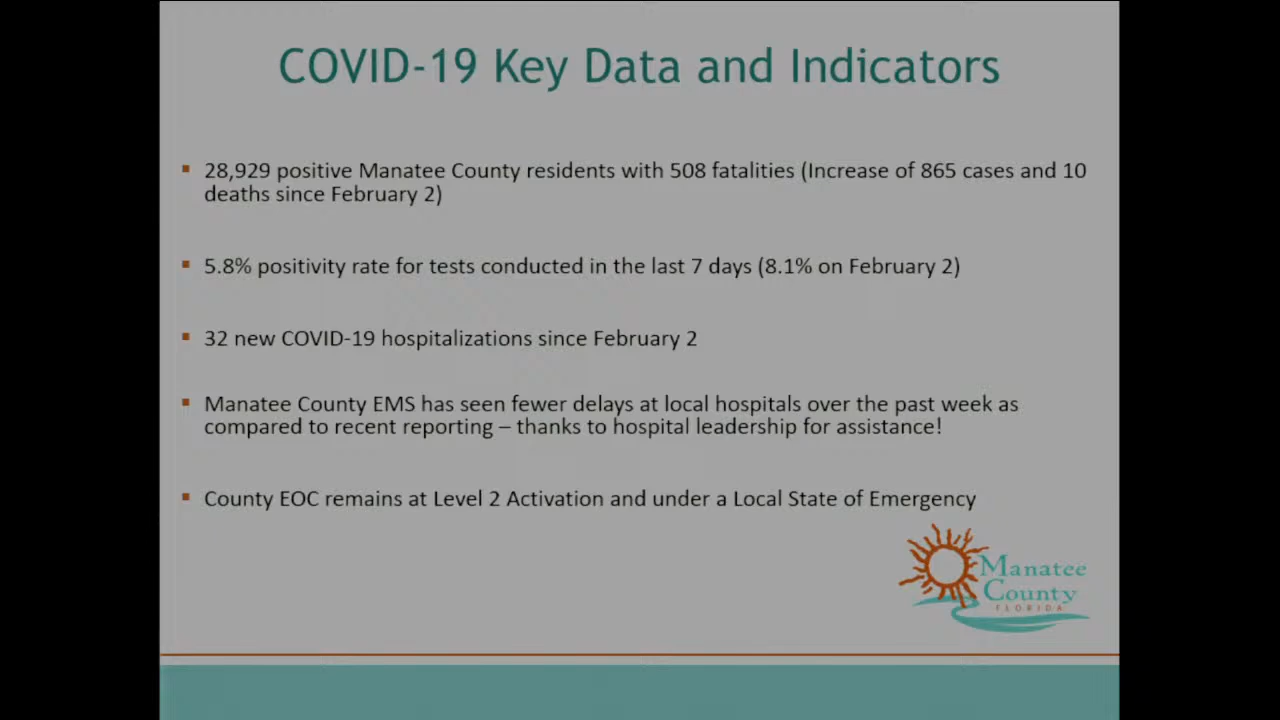 COVID-19 Key Data and Indicators
▪ 28,929 positive Manatee County residents with 508 fatalities (Increase of 865 cases and 10
deaths since February 2)
▪ 5.8% positivity rate for tests conducted in the last 7 days (8.1% on February 2)
▪ 32 new COVID-19 hospitalizations since February 2
▪ Manatee County EMS has seen fewer delays at local hospitals over the past week as
compared to recent reporting – thanks to hospital leadership for assistance!
▪ County EOC remains at Level 2 Activation and under a Local State of Emergency
Manatee
County
FLORIDA